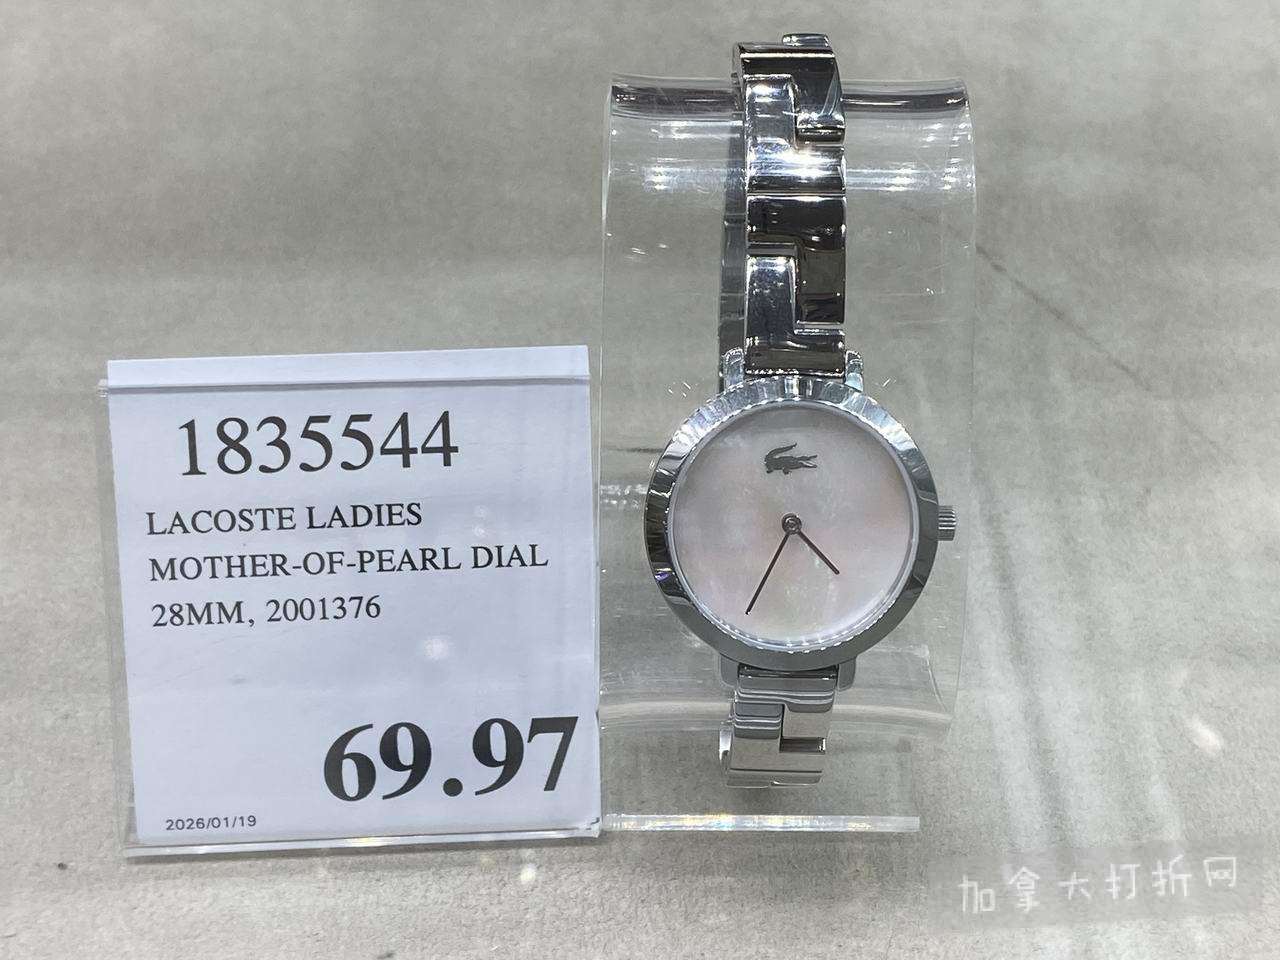 1835544
LACOSTE LADIES
MOTHER-OF-PEARL DIAL
28MM, 2001376
69.97
2026/01/19
加拿大打折网